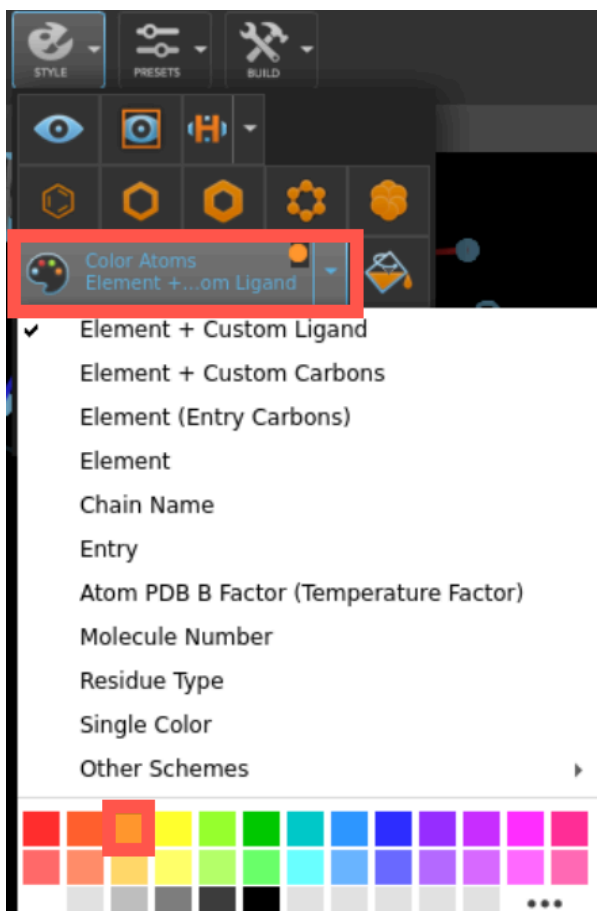 STYLE
PRESETS
BUILD
H
Color Atoms
Element +...om Ligand
Element + Custom Ligand
Element + Custom Carbons
Element (Entry Carbons)
Element
Chain Name
Entry
Atom PDB B Factor (Temperature Factor)
Molecule Number
Residue Type
Single Color
Other Schemes